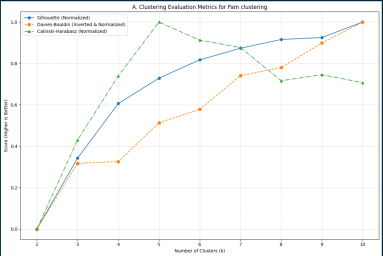 A. Clustering Evaluation Metrics for Pam clustering
Silhouette (Normalized)
Davies-Bouldin (Inverted & Normalized)
Calinski-Harabasz (Normalized)
Score (Higher is Better)
1.0
0.8
0.6
0.4
0.2
0.0
2 3 4 5 6 7 8 9 10
Number of Clusters (k)